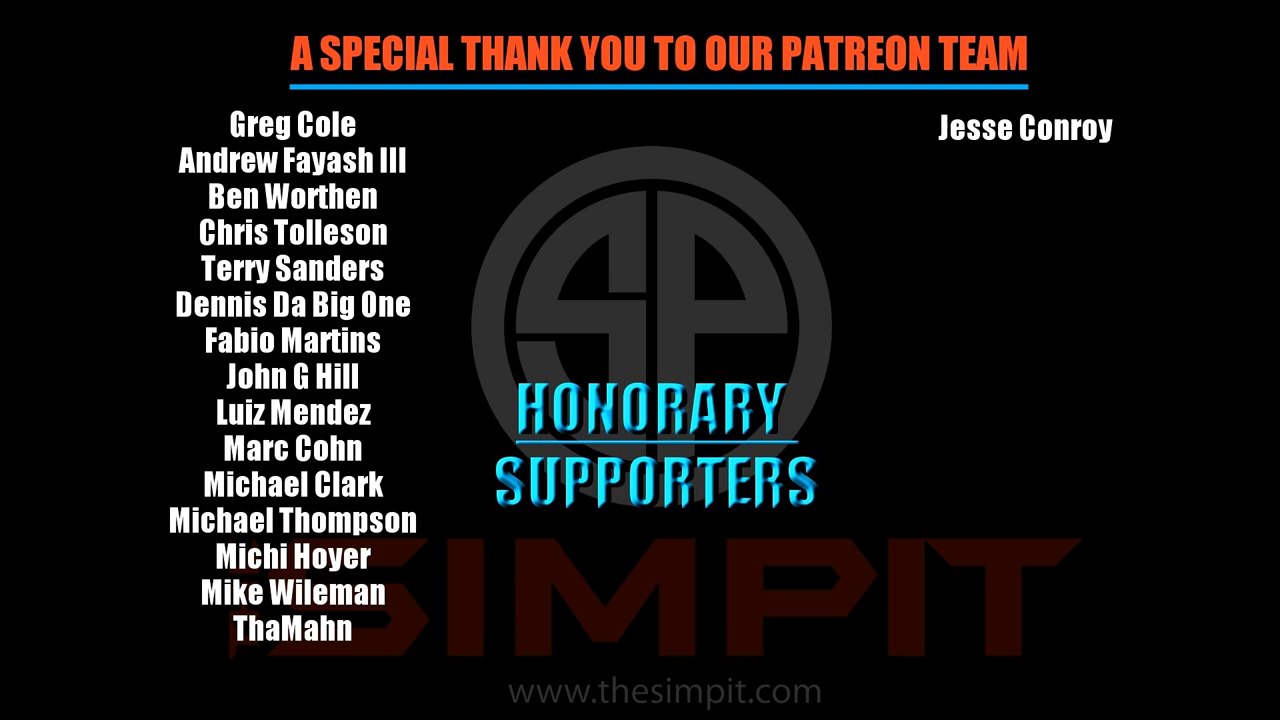 A SPECIAL THANK YOU TO OUR PATREON TEAM
Greg Cole
Andrew Fayash III
Ben Worthen
Chris Tolleson
Terry Sanders
Dennis Da Big One
Fabio Martins
John G Hill
Luiz Mendez
Marc Cohn
Michael Clark
Michael Thompson
Michi Hoyer
Mike Wileman
ThaMahn
Jesse Conroy
SP
HONORARY
SUPPORTERS
SIMPIT
www.thesimpit.com